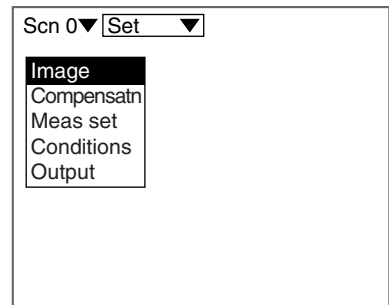 Scn 0▼ Set ▼
Image
Compensatn
Meas set
Conditions
Output